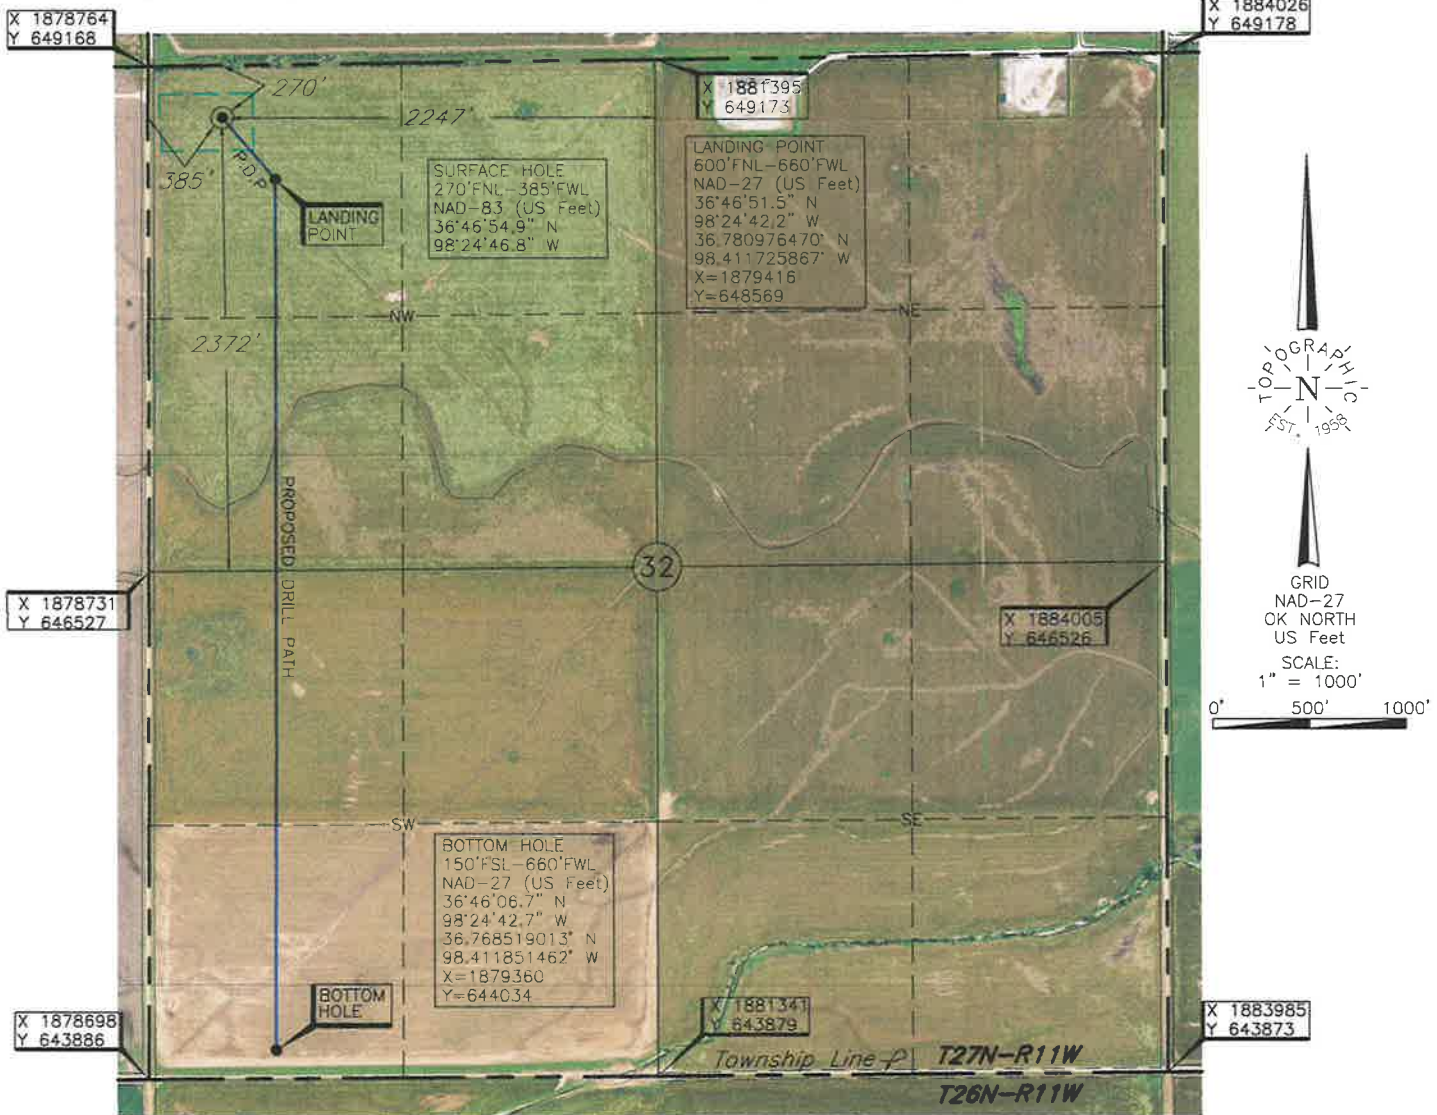 X 1878764
Y 649168
X 1884026
Y 649178
270'
2247'
385'
P.D.P.
X 1881395
Y 649173
SURFACE HOLE
270'FNL-385'FWL
NAD-83 (US Feet)
36°46'54.9" N
98°24'46.8" W
LANDING POINT
600'FNL-660'FWL
NAD-27 (US Feet)
36°46'51.5" N
98°24'42.2" W
36.780976470° N
98.411725867° W
X=1879416
Y=648569
LANDING
POINT
NW
NE
2372'
TOPOGRAPHIC
N
EST. 1958
PROPOSED DRILL PATH
32
X 1878731
Y 646527
X 1884005
Y 646526
GRID
NAD-27
OK NORTH
US Feet
SCALE:
1" = 1000'
0' 500' 1000'
SW
SE
BOTTOM HOLE
150'FSL-660'FWL
NAD-27 (US Feet)
36°46'06.7" N
98°24'42.7" W
36.768519013° N
98.411851462° W
X=1879360
Y=644034
BOTTOM
HOLE
X 1878698
Y 643886
X 1881341
Y 643879
X 1883985
Y 643873
Township Line
T27N-R11W
T26N-R11W